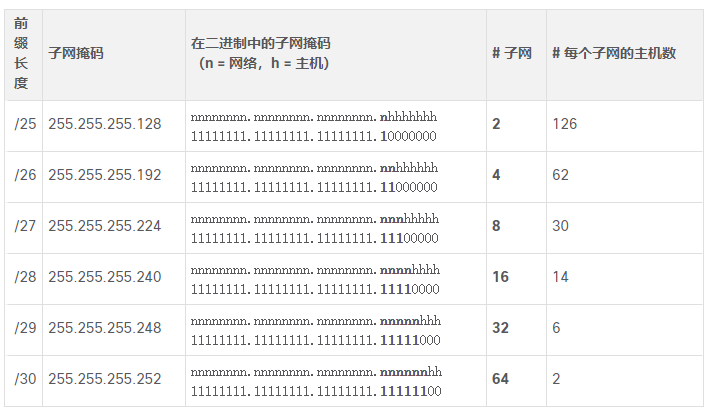 前缀长度 子网掩码 在二进制中的子网掩码 (n = 网络，h = 主机) # 子网 # 每个子网的主机数
/25 255.255.255.128 nnnnnnnn.nnnnnnnn.nnnnnnnn.nhhhhhhh 2 126
11111111.11111111.11111111.10000000
/26 255.255.255.192 nnnnnnnn.nnnnnnnn.nnnnnnnn.nnhhhhhh 4 62
11111111.11111111.11111111.11000000
/27 255.255.255.224 nnnnnnnn.nnnnnnnn.nnnnnnnn.nnnhhhhh 8 30
11111111.11111111.11111111.11100000
/28 255.255.255.240 nnnnnnnn.nnnnnnnn.nnnnnnnn.nnnnhhhh 16 14
11111111.11111111.11111111.11110000
/29 255.255.255.248 nnnnnnnn.nnnnnnnn.nnnnnnnn.nnnnnhhh 32 6
11111111.11111111.11111111.11111000
/30 255.255.255.252 nnnnnnnn.nnnnnnnn.nnnnnnnn.nnnnnnhh 64 2
11111111.11111111.11111111.11111100